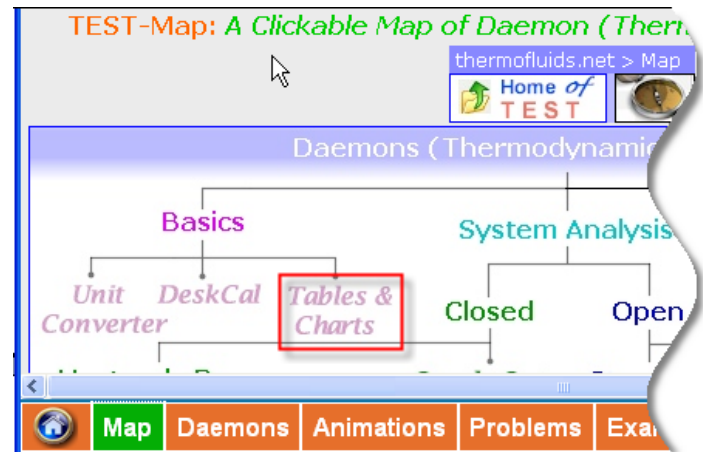 TEST-Map: A Clickable Map of Daemon (Therm
thermofluids.net > Map
Home of
TEST
Daemons (Thermodynamic
Basics
System Analysis
Unit Converter
DeskCal
Tables & Charts
Closed
Open
Map
Daemons
Animations
Problems
Exa